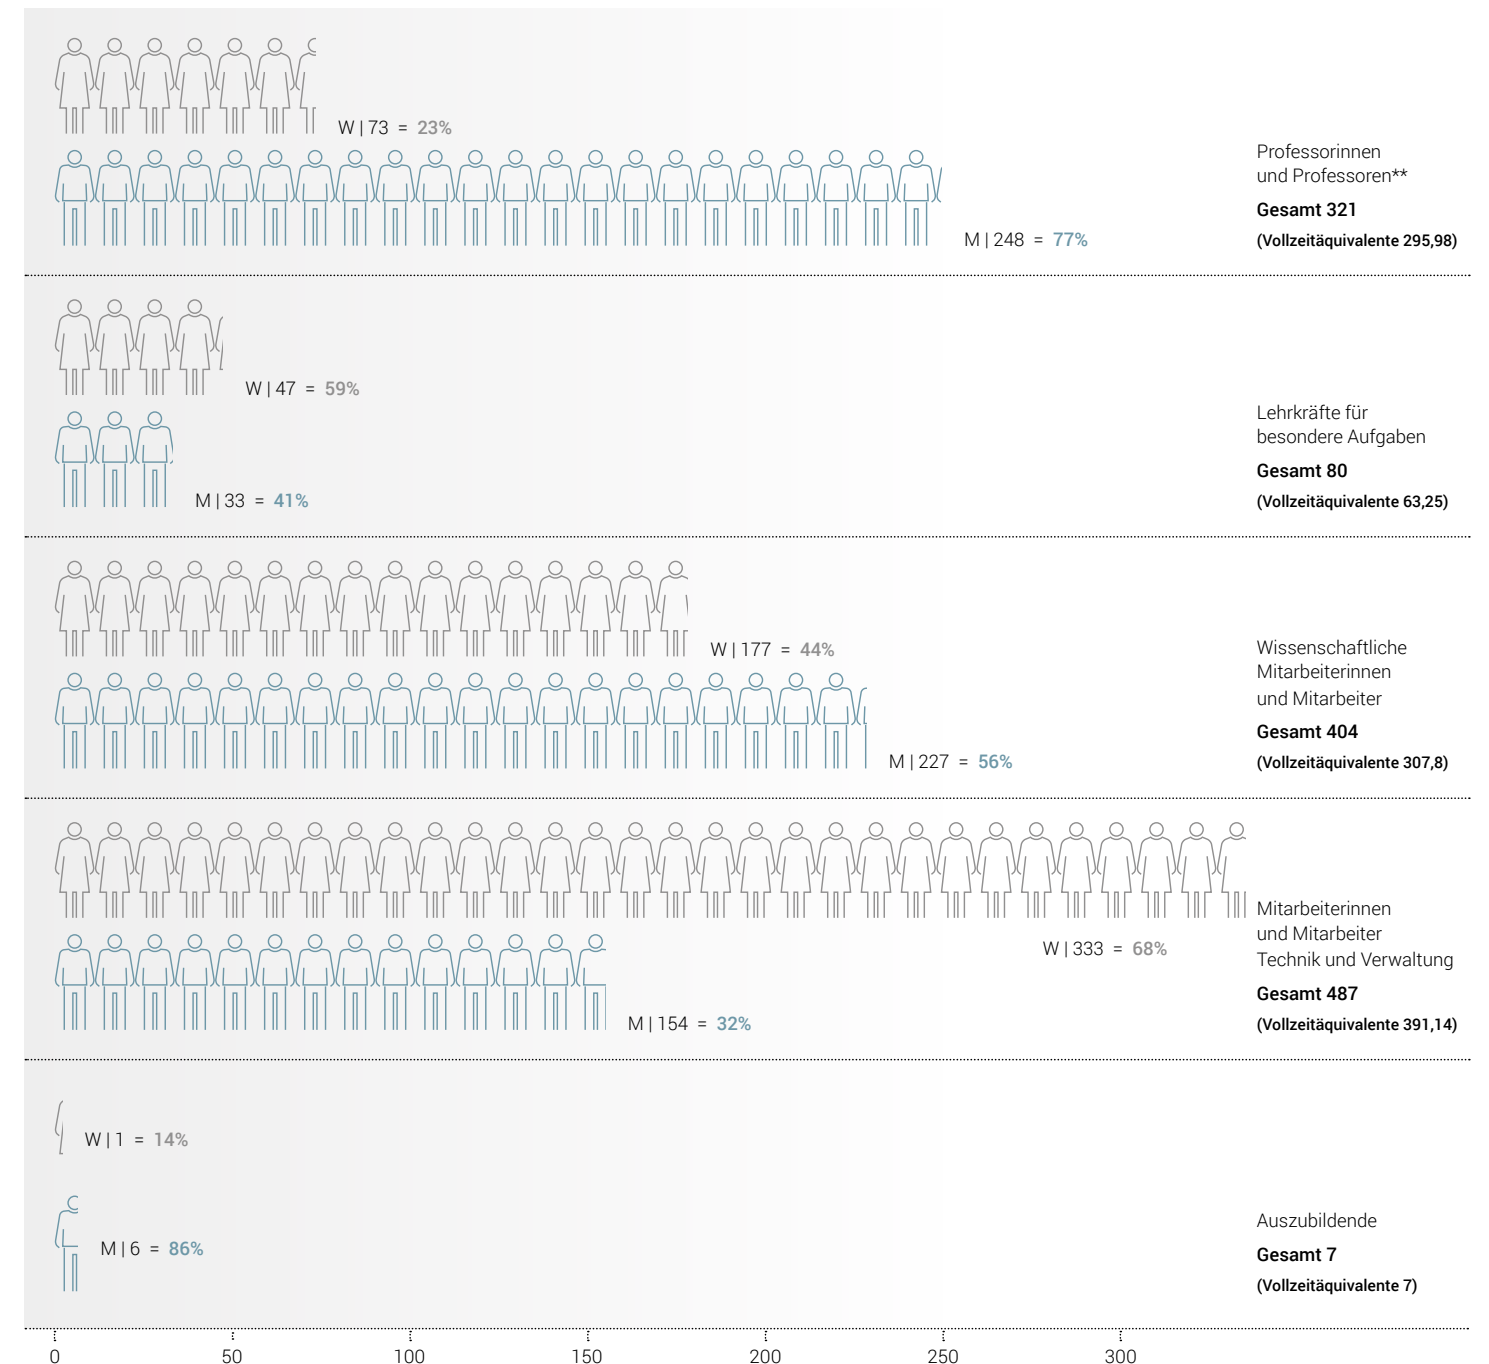 W | 73 = 23%
M | 248 = 77%
Professorinnen
und Professoren**
Gesamt 321
(Vollzeitäquivalente 295,98)
W | 47 = 59%
M | 33 = 41%
Lehrkräfte für
besondere Aufgaben
Gesamt 80
(Vollzeitäquivalente 63,25)
W | 177 = 44%
M | 227 = 56%
Wissenschaftliche
Mitarbeiterinnen
und Mitarbeiter
Gesamt 404
(Vollzeitäquivalente 307,8)
W | 333 = 68%
M | 154 = 32%
Mitarbeiterinnen
und Mitarbeiter
Technik und Verwaltung
Gesamt 487
(Vollzeitäquivalente 391,14)
W | 1 = 14%
M | 6 = 86%
Auszubildende
Gesamt 7
(Vollzeitäquivalente 7)
0 50 100 150 200 250 300